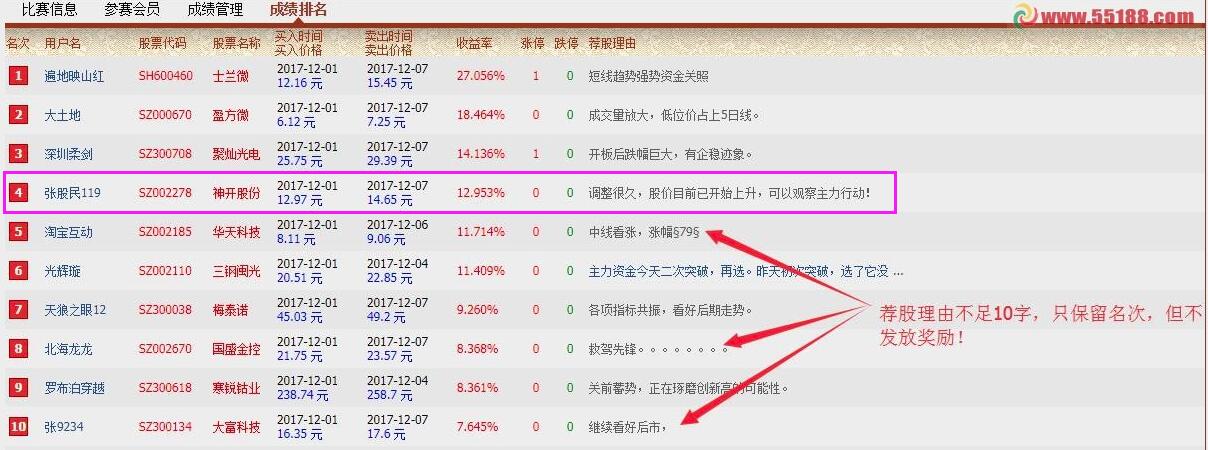 比赛信息 参赛会员 成绩管理 成绩排名
www.55188.com
名次 用户名 股票代码 股票名称 买入时间 买入价格 卖出时间 卖出价格 收益率 涨停 跌停 荐股理由
1 遍地映山红 SH600460 士兰微 2017-12-01 12.16 元 2017-12-07 15.45 元 27.056% 1 0 短线趋势强势资金关照
2 大土地 SZ000670 盈方微 2017-12-01 6.12 元 2017-12-07 7.25 元 18.464% 0 0 成交量放大，低位价占上5日线。
3 深圳柔剑 SZ300708 聚灿光电 2017-12-01 25.75 元 2017-12-07 29.39 元 14.136% 1 0 开板后跌幅巨大，有企稳迹象。
4 张股民119 SZ002278 神开股份 2017-12-01 12.97 元 2017-12-07 14.65 元 12.953% 0 0 调整很久，股价目前已开始上升，可以观察主力行动！
5 淘宝互动 SZ002185 华天科技 2017-12-01 8.11 元 2017-12-06 9.06 元 11.714% 0 0 中线看涨，涨幅§79§
6 光辉璇 SZ002110 三钢闽光 2017-12-01 20.51 元 2017-12-04 22.85 元 11.409% 0 0 主力资金今天二次突破，再选。昨天初次突破，选了它没 ...
7 天狼之眼12 SZ300038 梅泰诺 2017-12-01 45.03 元 2017-12-07 49.2 元 9.260% 0 0 各项指标共振，看好后期走势。
8 北海龙龙 SZ002670 国盛金控 2017-12-01 21.75 元 2017-12-07 23.57 元 8.368% 0 0 救驾先锋。。。。。。。。
9 罗布泊穿越 SZ300618 寒锐钴业 2017-12-01 238.74 元 2017-12-04 258.7 元 8.361% 0 0 关前蓄势，正在琢磨创新高的可能性。
10 张9234 SZ300134 大富科技 2017-12-01 16.35 元 2017-12-07 17.6 元 7.645% 0 0 继续看好后市，
荐股理由不足10字，只保留名次，但不
发放奖励！